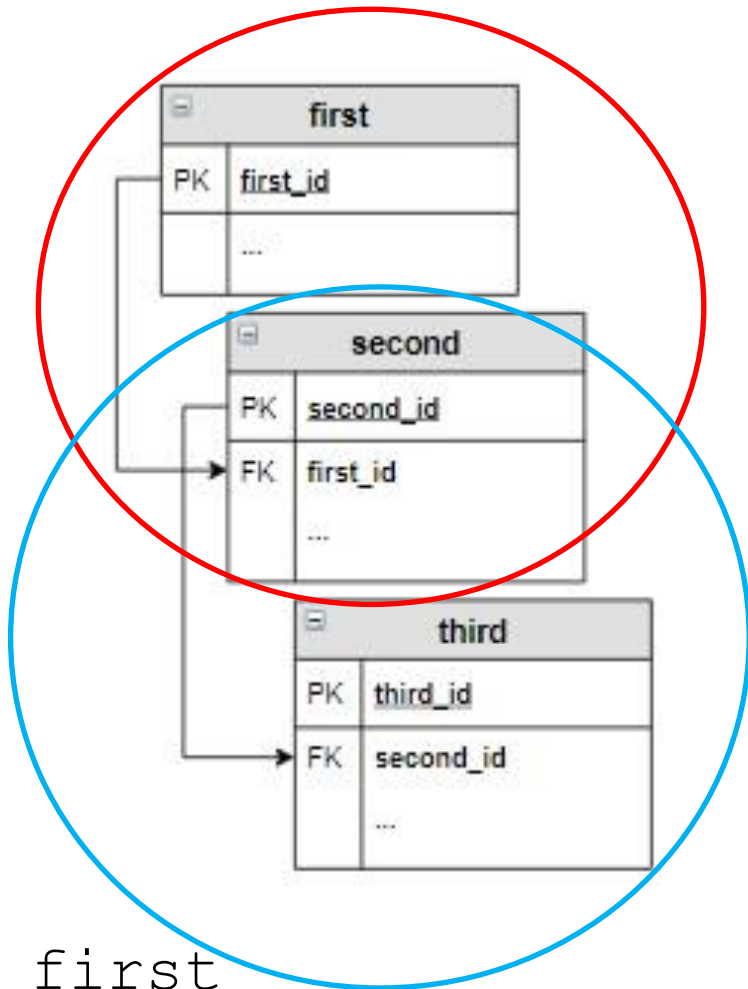 first
PK first_id
...
second
PK second_id
FK first_id
...
third
PK third_id
FK second_id
...
first